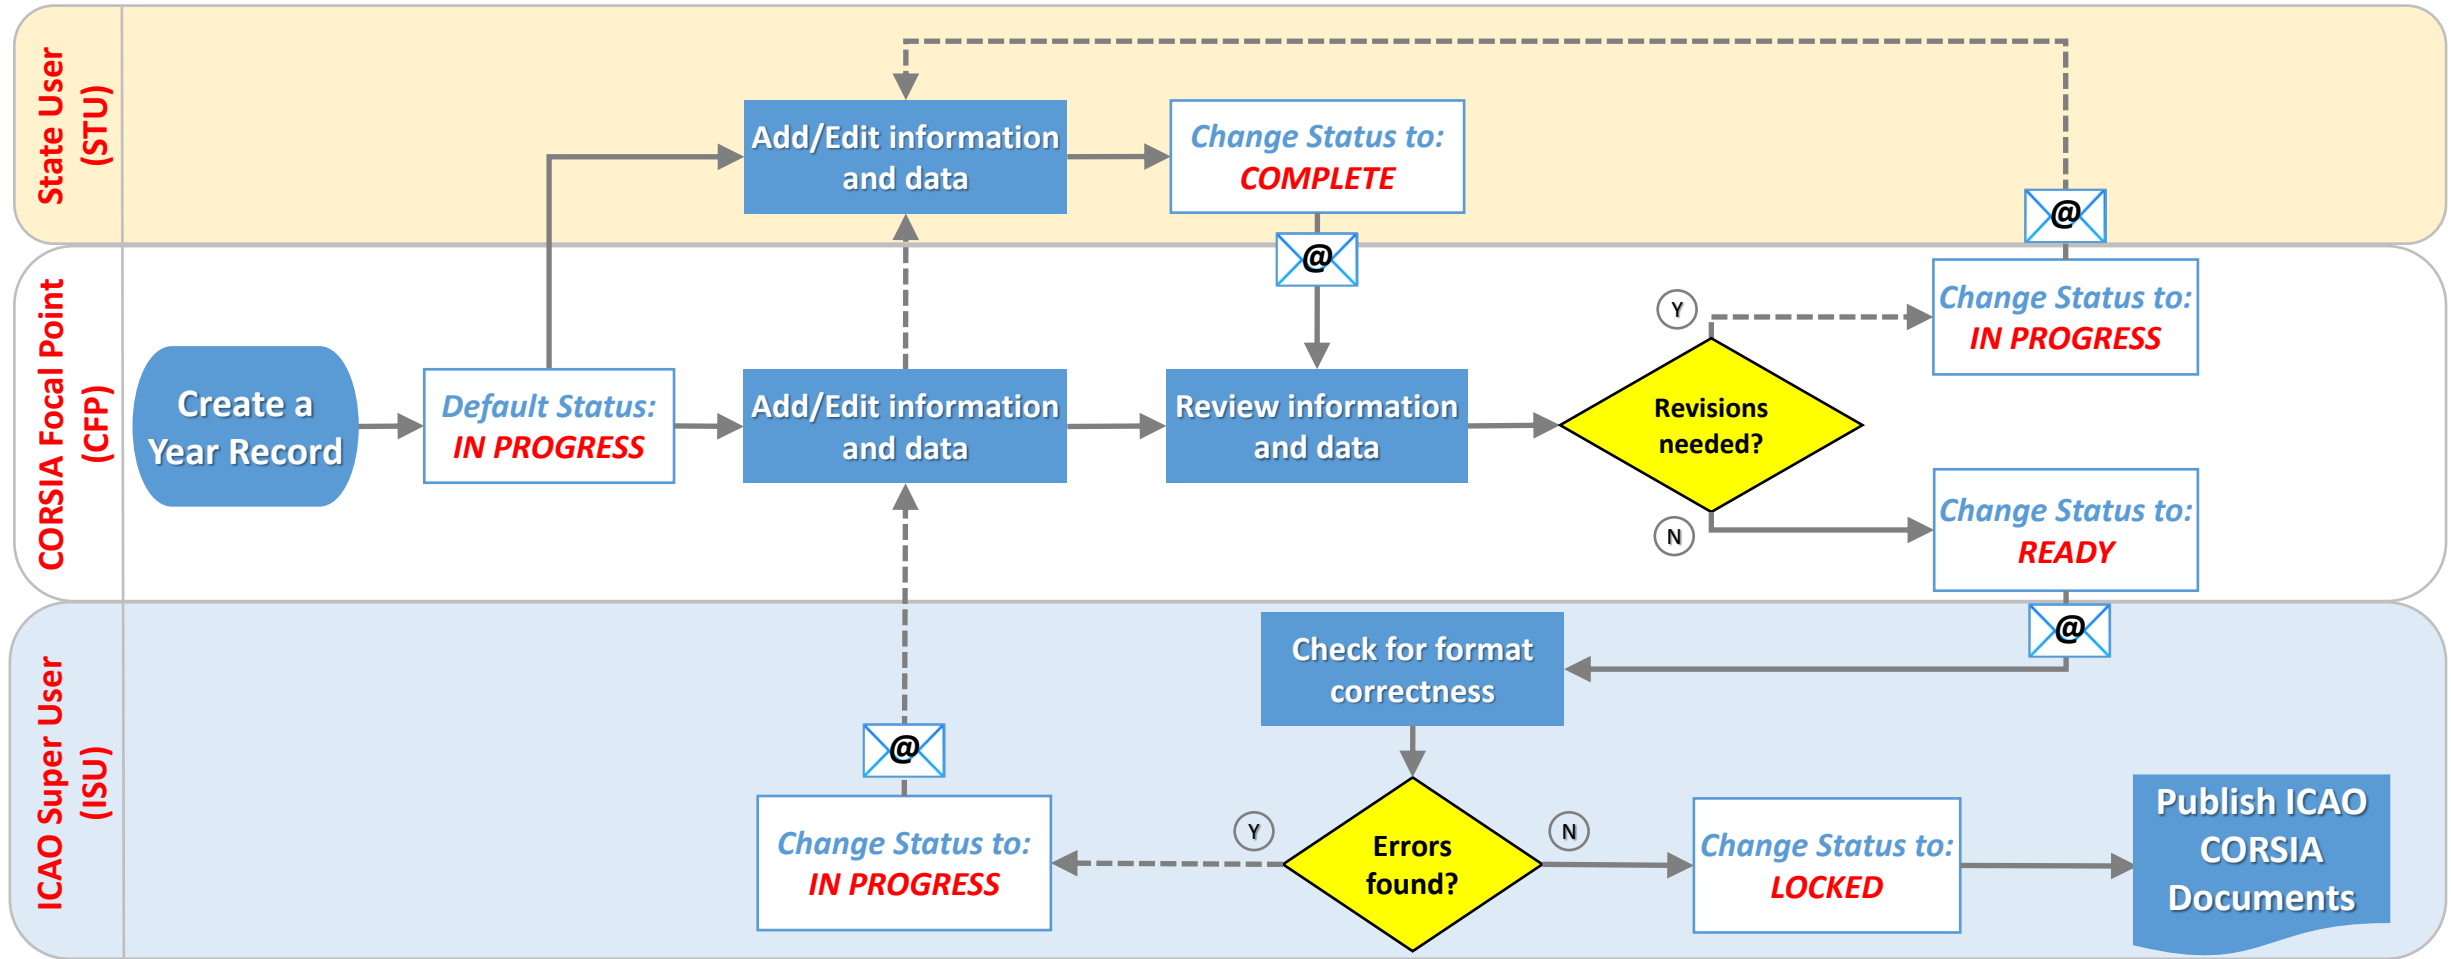 State User
(STU)
Add/Edit information
and data
Change Status to:
COMPLETE
@
@
CORSIA Focal Point
(CFP)
Create a
Year Record
Default Status:
IN PROGRESS
Add/Edit information
and data
Review information
and data
Revisions
needed?
Y
Change Status to:
IN PROGRESS
N
Change Status to:
READY
@
ICAO Super User
(ISU)
Check for format
correctness
Errors
found?
Y
@
Change Status to:
IN PROGRESS
N
Change Status to:
LOCKED
Publish ICAO
CORSIA
Documents